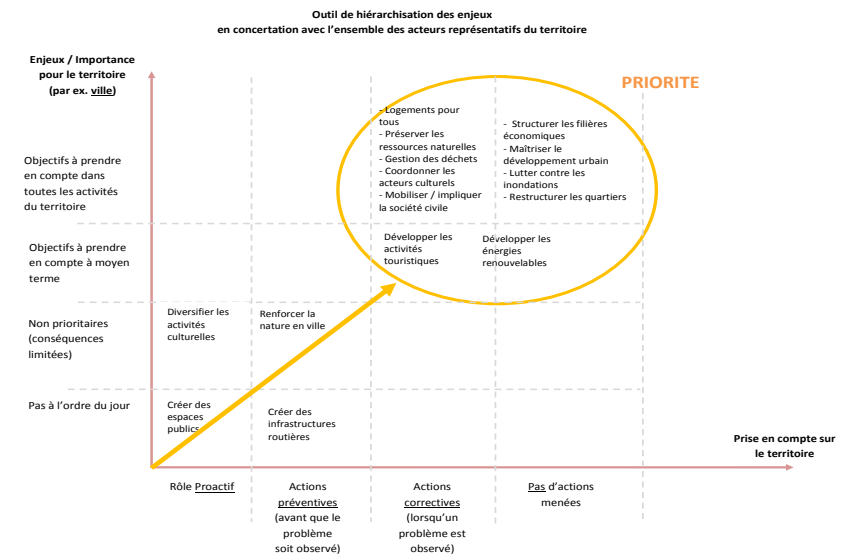 Outil de hiérarchisation des enjeux
en concertation avec l'ensemble des acteurs représentatifs du territoire
Enjeux / Importance
pour le territoire
(par ex. ville)
PRIORITE
Objectifs à prendre
en compte dans
toutes les activités
du territoire
- Logements pour
tous
- Préserver les
ressources naturelles
- Gestion des déchets
- Coordonner les
acteurs culturels
- Mobiliser / impliquer
la société civile
- Structurer les filières
économiques
- Maîtriser le
développement urbain
- Lutter contre les
inondations
- Restructurer les quartiers
Objectifs à prendre
en compte à moyen
terme
Développer les
activités
touristiques
Développer les
énergies
renouvelables
Non prioritaires
(conséquences
limitées)
Diversifier les
activités
culturelles
Renforcer la
nature en ville
Pas à l'ordre du jour
Créer des
espaces
publics
Créer des
infrastructures
routières
Prise en compte sur
le territoire
Rôle Proactif
Actions
préventives
(avant que le
problème
soit observé)
Actions
correctives
(lorsqu'un
problème est
observé)
Pas d'actions
menées